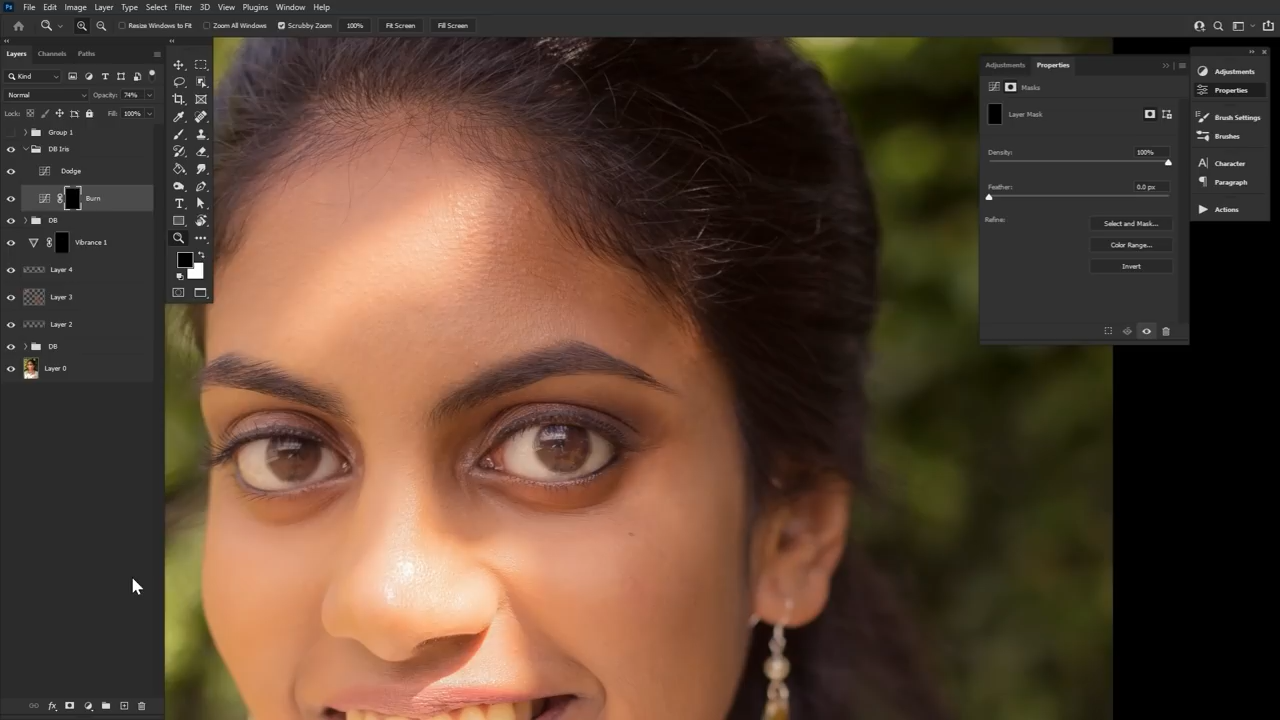 Ps File Edit Image Layer Type Select Filter 3D View Plugins Window Help
Resize Windows to Fit Zoom All Windows Scrubby Zoom 100% Fit Screen Fill Screen
Layers Channels Paths
Kind
Normal Opacity: 74%
Lock: Fill: 100%
Group 1
DB Iris
Dodge
Burn
DB
Vibrance 1
Layer 4
Layer 3
Layer 2
DB
Layer 0
fx
Adjustments Properties
Masks
Layer Mask
Density: 100%
Feather: 0.0 px
Refine:
Select and Mask...
Color Range...
Invert
Adjustments
Properties
Brush Settings
Brushes
Character
Paragraph
Actions